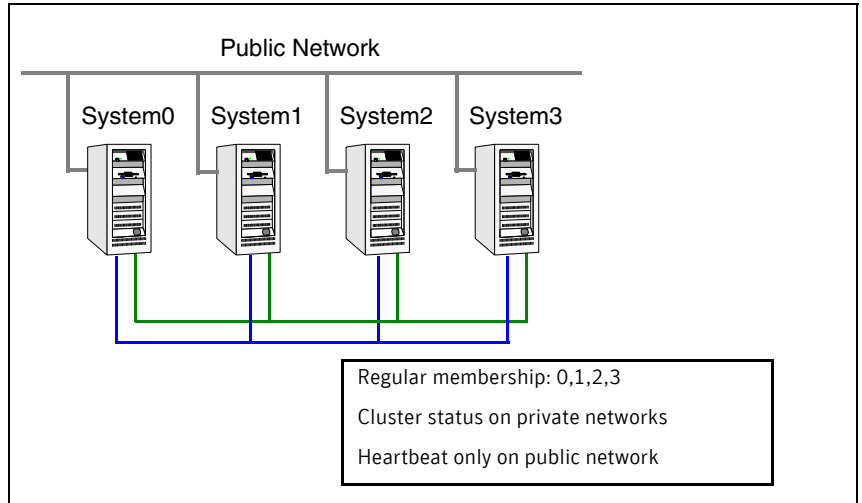 Public Network
System0 System1 System2 System3
Regular membership: 0,1,2,3
Cluster status on private networks
Heartbeat only on public network